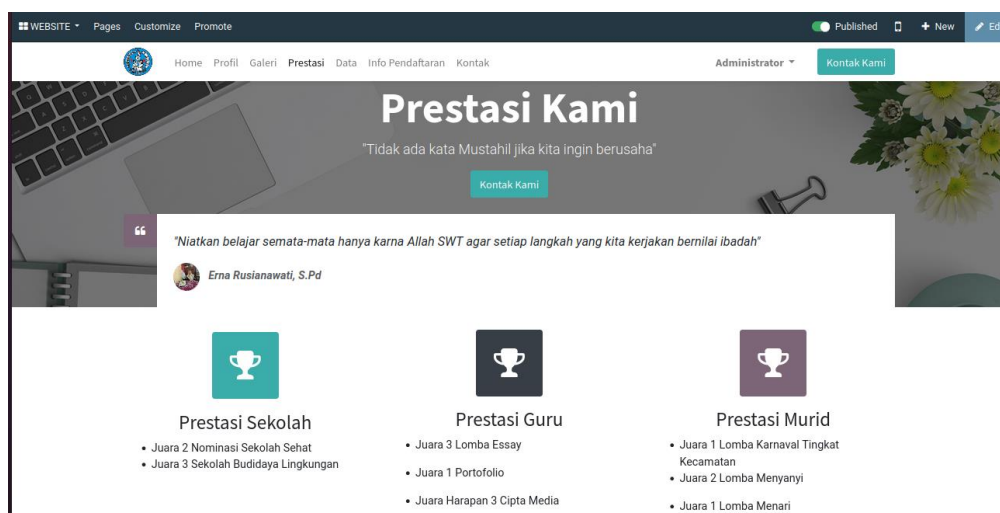 WEBSITE Pages Customize Promote Published + New Ed
Home Profil Galeri Prestasi Data Info Pendaftaran Kontak Administrator Kontak Kami
Prestasi Kami
"Tidak ada kata Mustahil jika kita ingin berusaha"
Kontak Kami
"Niatkan belajar semata-mata hanya karna Allah SWT agar setiap langkah yang kita kerjakan bernilai ibadah"
Erna Rusianawati, S.Pd
Prestasi Sekolah
• Juara 2 Nominasi Sekolah Sehat
• Juara 3 Sekolah Budidaya Lingkungan
Prestasi Guru
• Juara 3 Lomba Essay
• Juara 1 Portofolio
• Juara Harapan 3 Cipta Media
Prestasi Murid
• Juara 1 Lomba Karnaval Tingkat
Kecamatan
• Juara 2 Lomba Menyanyi
• Juara 1 Lomba Menari